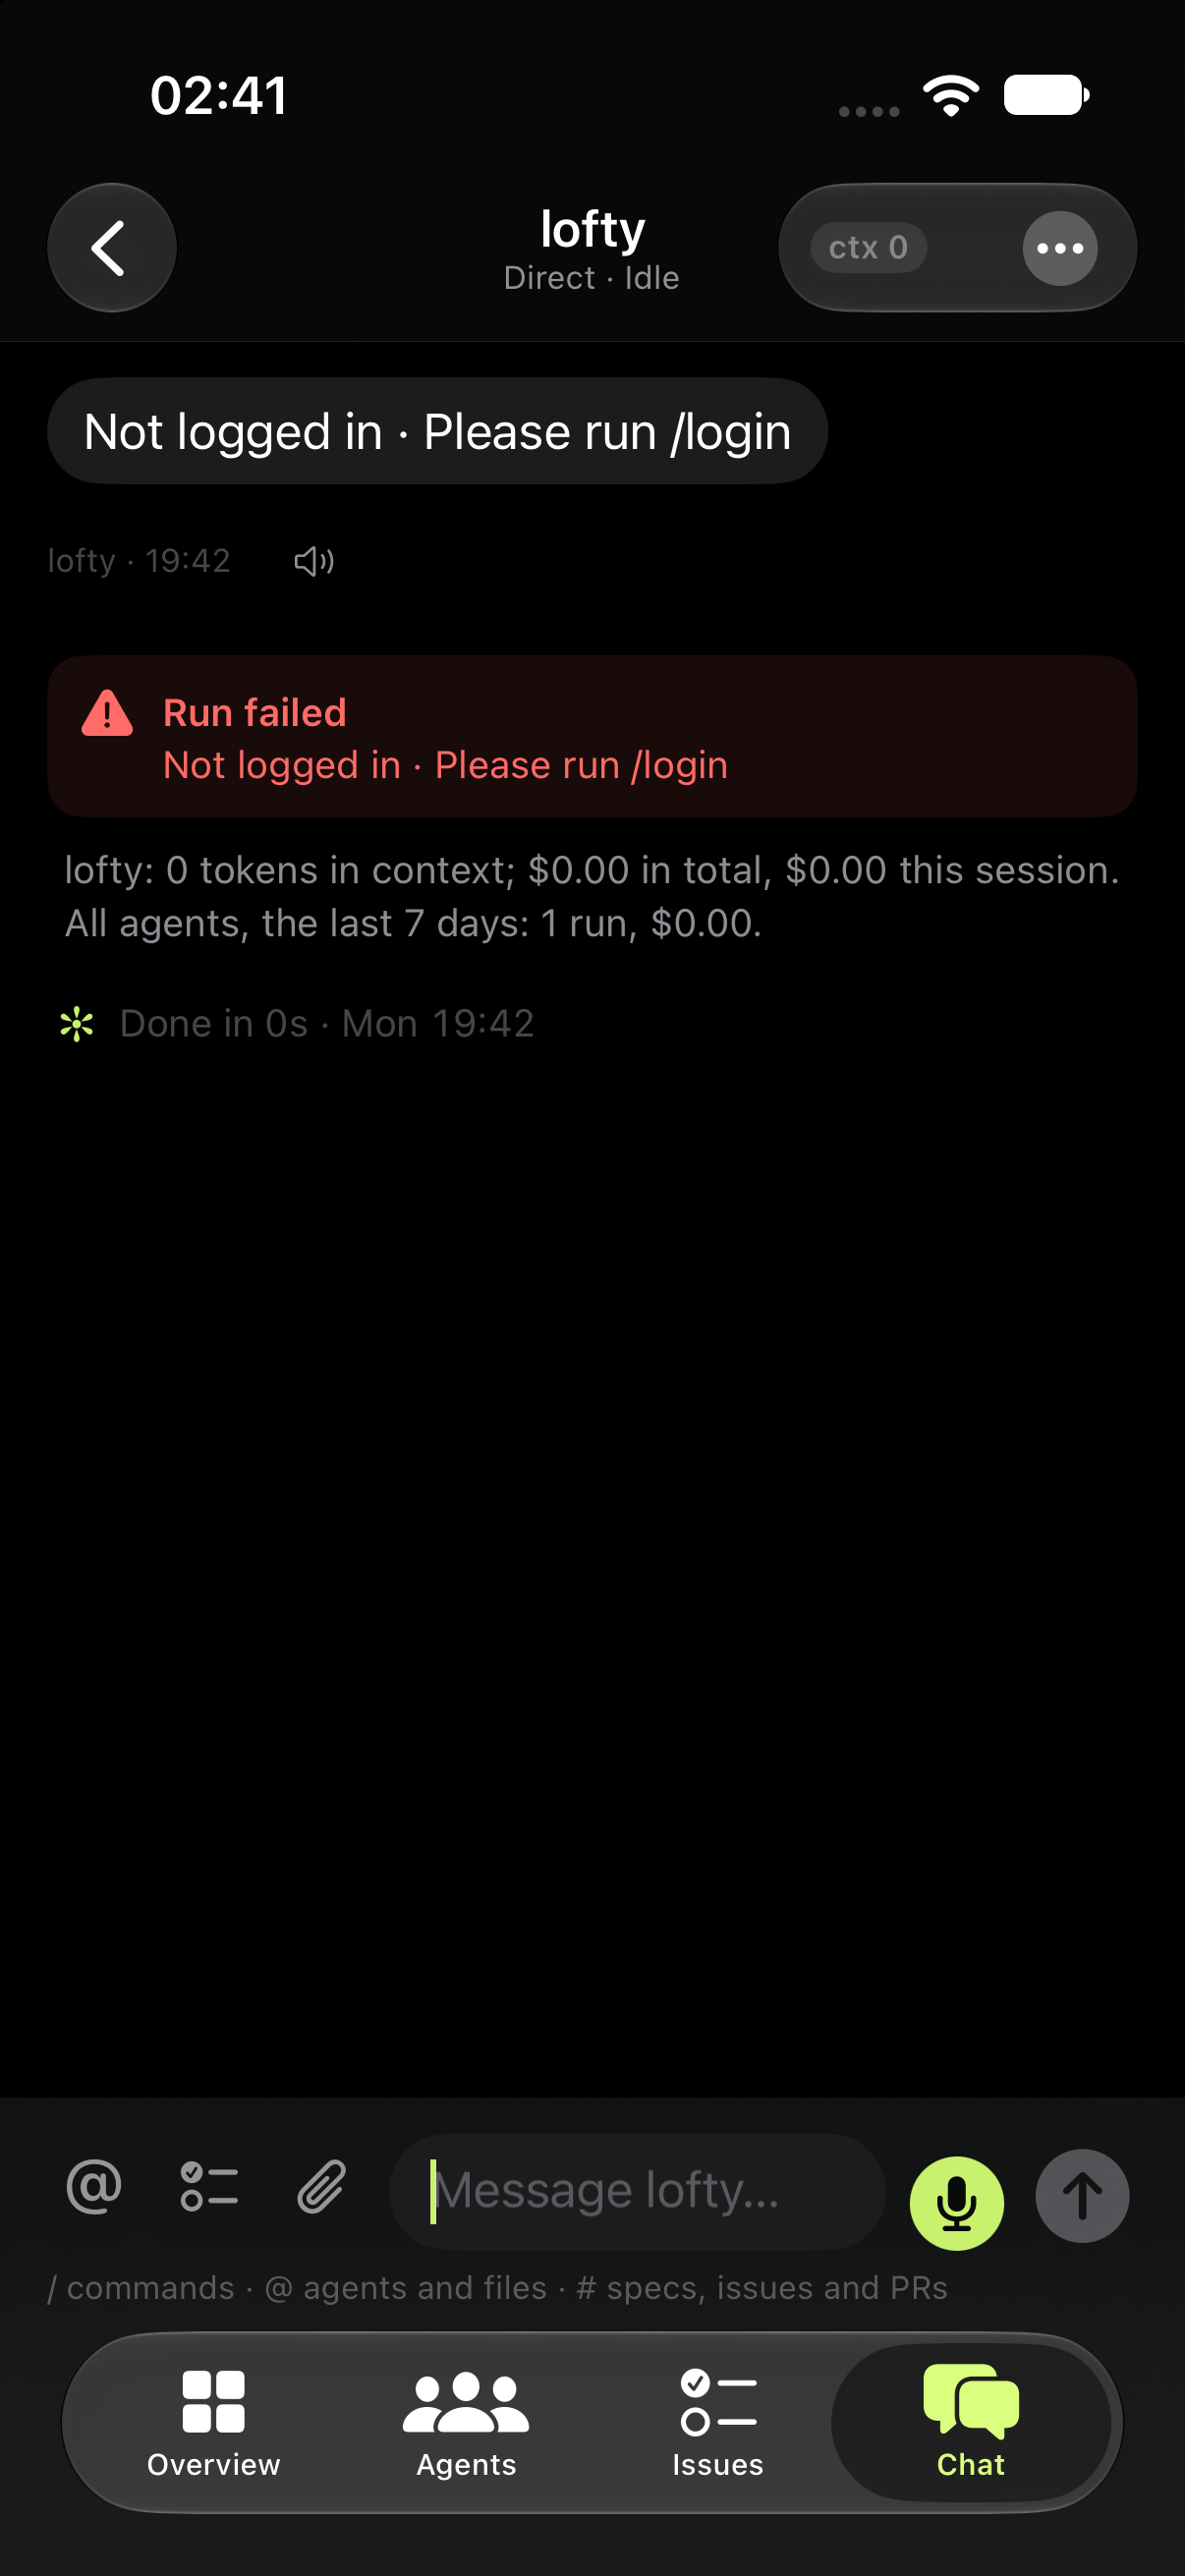 02:41
lofty
Direct · Idle
ctx 0
Not logged in · Please run /login
lofty · 19:42
Run failed
Not logged in · Please run /login
lofty: 0 tokens in context; $0.00 in total, $0.00 this session.
All agents, the last 7 days: 1 run, $0.00.
Done in 0s · Mon 19:42
Message lofty...
/ commands · @ agents and files · # specs, issues and PRs
Overview
Agents
Issues
Chat